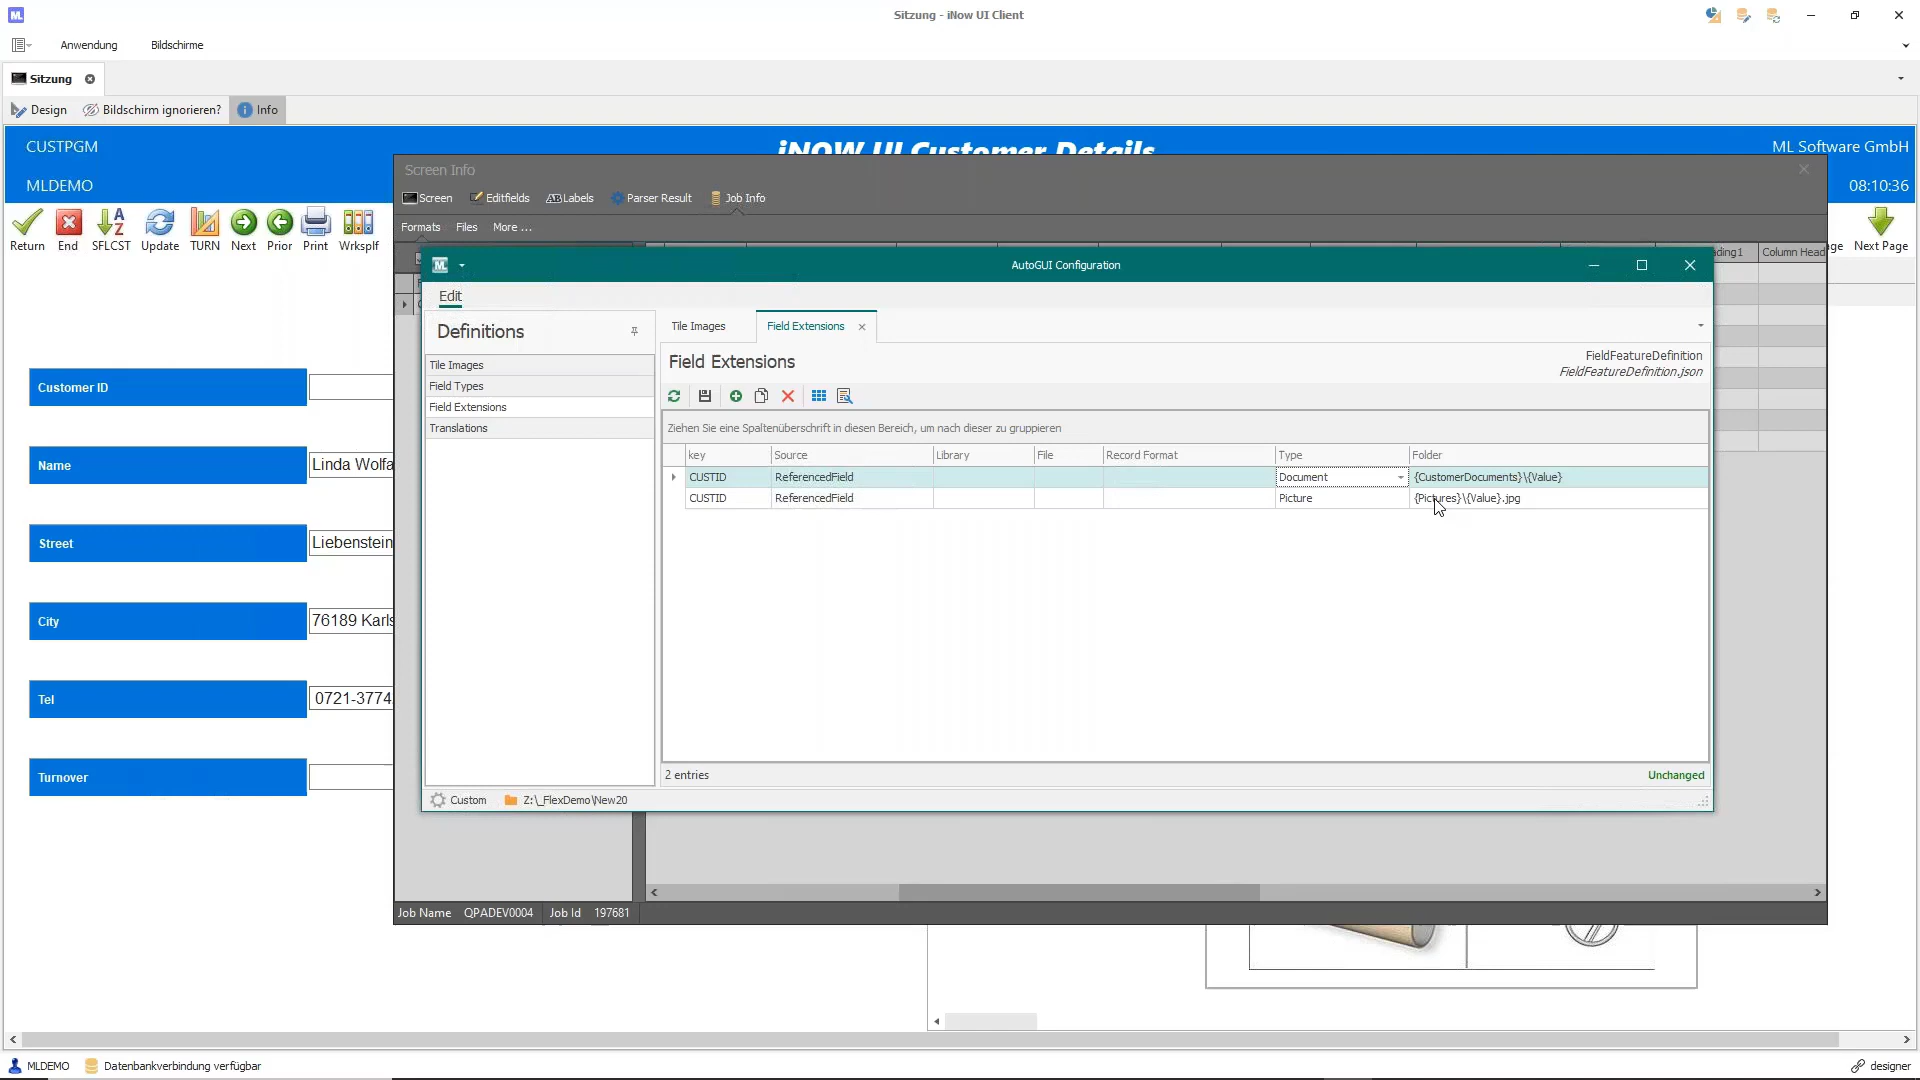 ML
Sitzung - iNow UI Client
Anwendung
Bildschirme
Sitzung
Design
Bildschirm ignorieren?
Info
CUSTPGM
iNOW UI Customer Details
ML Software GmbH
MLDEMO
08:10:36
Return
End
SFLCST
Update
TURN
Next
Prior
Print
Wrksplf
ge
Next Page
Screen Info
Screen
Editfields
Labels
Parser Result
Job Info
Formats
Files
More ...
ding1
Column Head
ML
AutoGUI Configuration
Edit
Definitions
Tile Images
Field Types
Field Extensions
Translations
Tile Images
Field Extensions
Field Extensions
FieldFeatureDefinition
FieldFeatureDefinition.json
Ziehen Sie eine Spaltenüberschrift in diesen Bereich, um nach dieser zu gruppieren
key Source Library File Record Format Type Folder
CUSTID ReferencedField Document {CustomerDocuments}\{Value}
CUSTID ReferencedField Picture {Pictures}\{Value}.jpg
2 entries
Unchanged
Custom
Z:\_FlexDemo\New20
Customer ID
Name
Linda Wolfa
Street
Liebenstein
City
76189 Karls
Tel
0721-3774
Turnover
Job Name QPADEV0004 Job Id 197681
MLDEMO
Datenbankverbindung verfügbar
designer